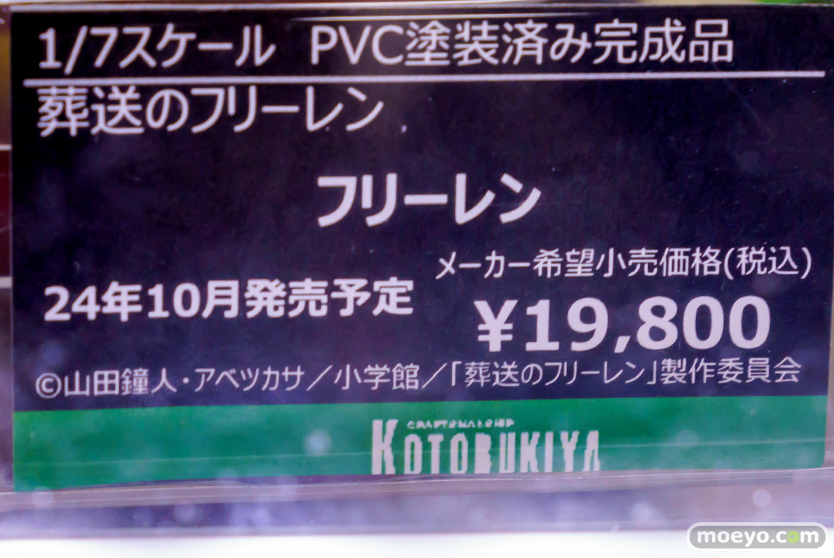 1/7スケール PVC塗装済み完成品
葬送のフリーレン
フリーレン
メーカー希望小売価格(税込)
24年10月発売予定
¥19,800
©山田鐘人・アベツカサ／小学館／「葬送のフリーレン」製作委員会
CRAFTSMANSHIP
KOTOBUKIYA
moeyo.com